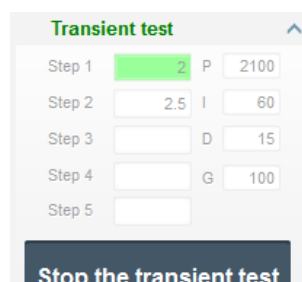 Transient test
Step 1 2 P 2100
Step 2 2.5 I 60
Step 3 D 15
Step 4 G 100
Step 5
Stop the transient test